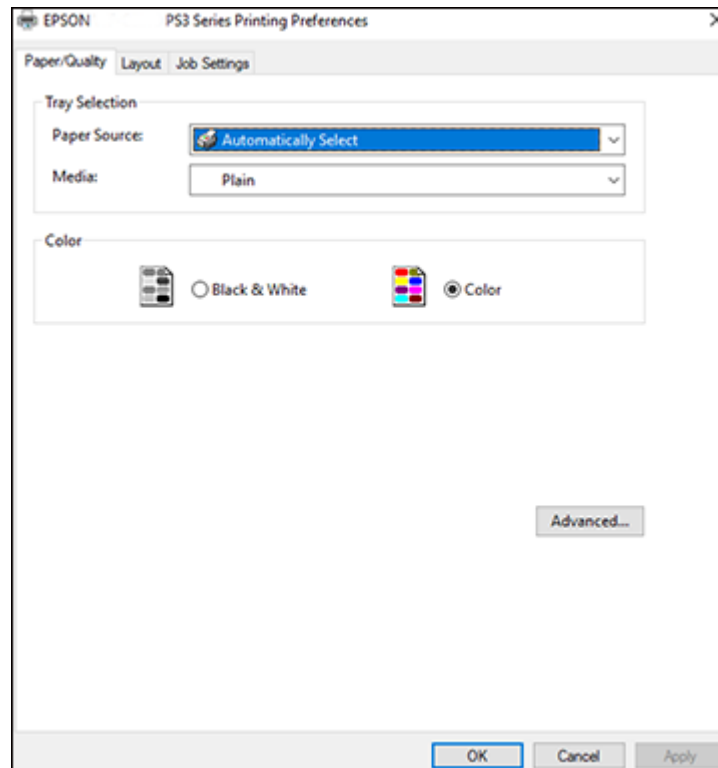 EPSON PS3 Series Printing Preferences
Paper/Quality Layout Job Settings
Tray Selection
Paper Source: Automatically Select
Media: Plain
Color
Black & White Color
Advanced...
OK Cancel Apply